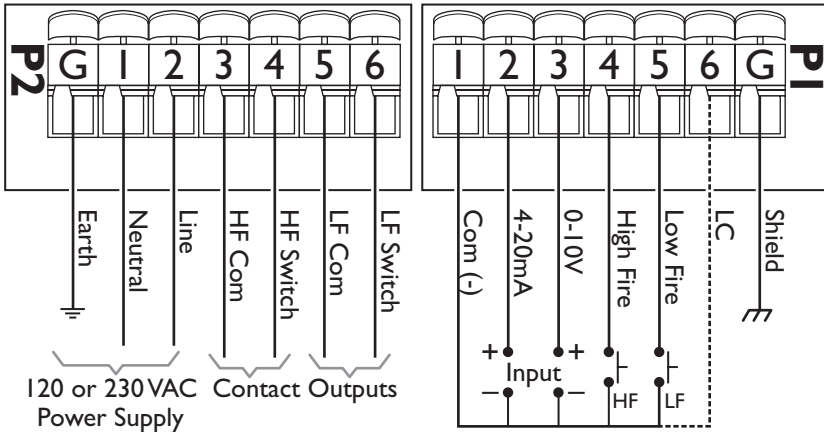 P2
G 1 2 3 4 5 6
1 2 3 4 5 6 G
P1
Earth
Neutral
Line
HF Com
HF Switch
LF Com
LF Switch
Com (-)
4-20mA
0-10V
High Fire
Low Fire
LC
Shield
+ +
Input
– –
HF
LF
120 or 230 VAC
Power Supply
Contact Outputs